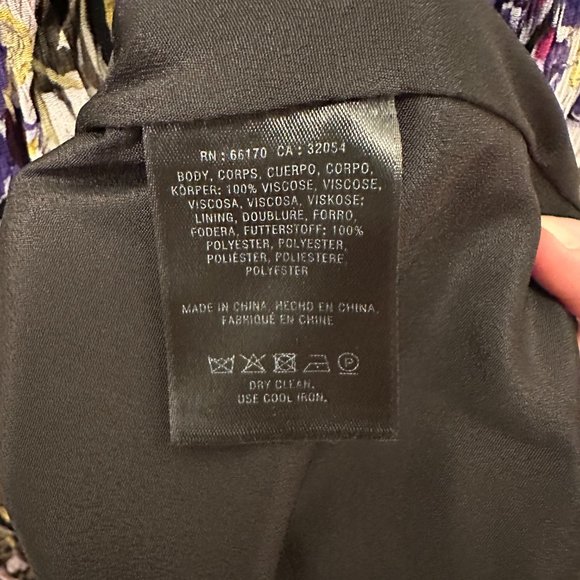 RN : 66170 CA : 32054
BODY, CORPS, CUERPO, CORPO,
KÖRPER: 100% VISCOSE, VISCOSE,
VISCOSA, VISCOSA, VISKOSE;
LINING, DOUBLURE, FORRO,
FODERA, FUTTERSTOFF: 100%
POLYESTER, POLYESTER,
POLIÉSTER, POLIESTERE,
POLYESTER
MADE IN CHINA, HECHO EN CHINA,
FABRIQUÉ EN CHINE
P
DRY CLEAN.
USE COOL IRON.